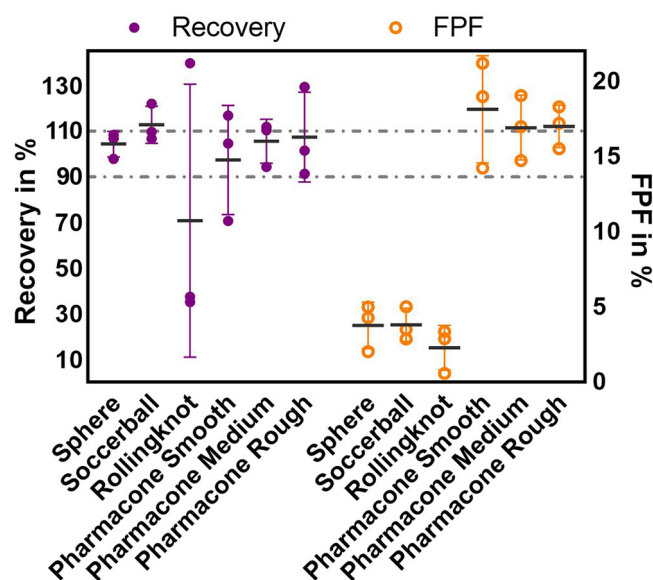 Recovery FPF
130
110
90
70
50
30
10
Recovery in %
20
15
10
5
0
FPF in %
Sphere
Soccerball
Rollingknot
Pharmacone Smooth
Pharmacone Medium
Pharmacone Rough
Sphere
Soccerball
Rollingknot
Pharmacone Smooth
Pharmacone Medium
Pharmacone Rough